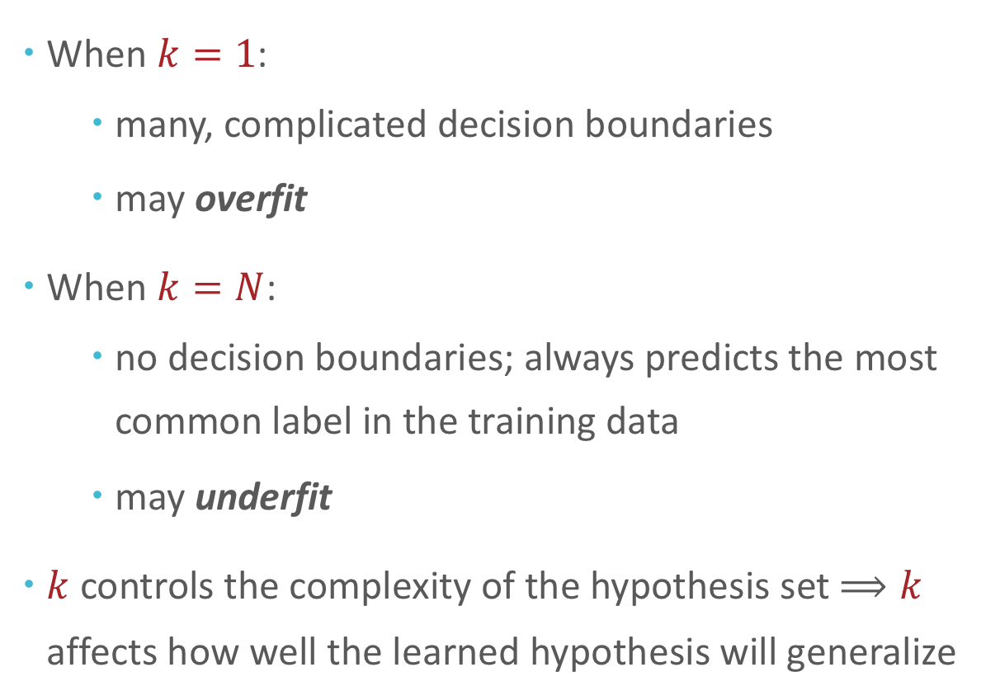 • When k = 1:
• many, complicated decision boundaries
• may overfit
• When k = N:
• no decision boundaries; always predicts the most
common label in the training data
• may underfit
• k controls the complexity of the hypothesis set ⟹ k
affects how well the learned hypothesis will generalize